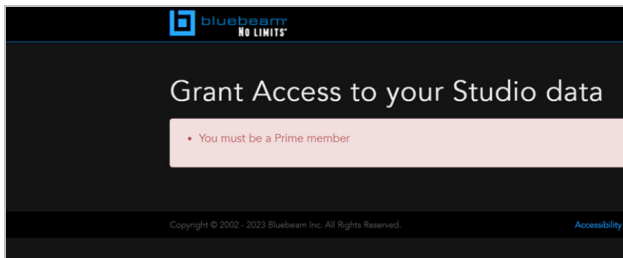 bluebeam®
NO LIMITS®
Grant Access to your Studio data
• You must be a Prime member
Copyright © 2002 - 2023 Bluebeam Inc. All Rights Reserved.
Accessibility